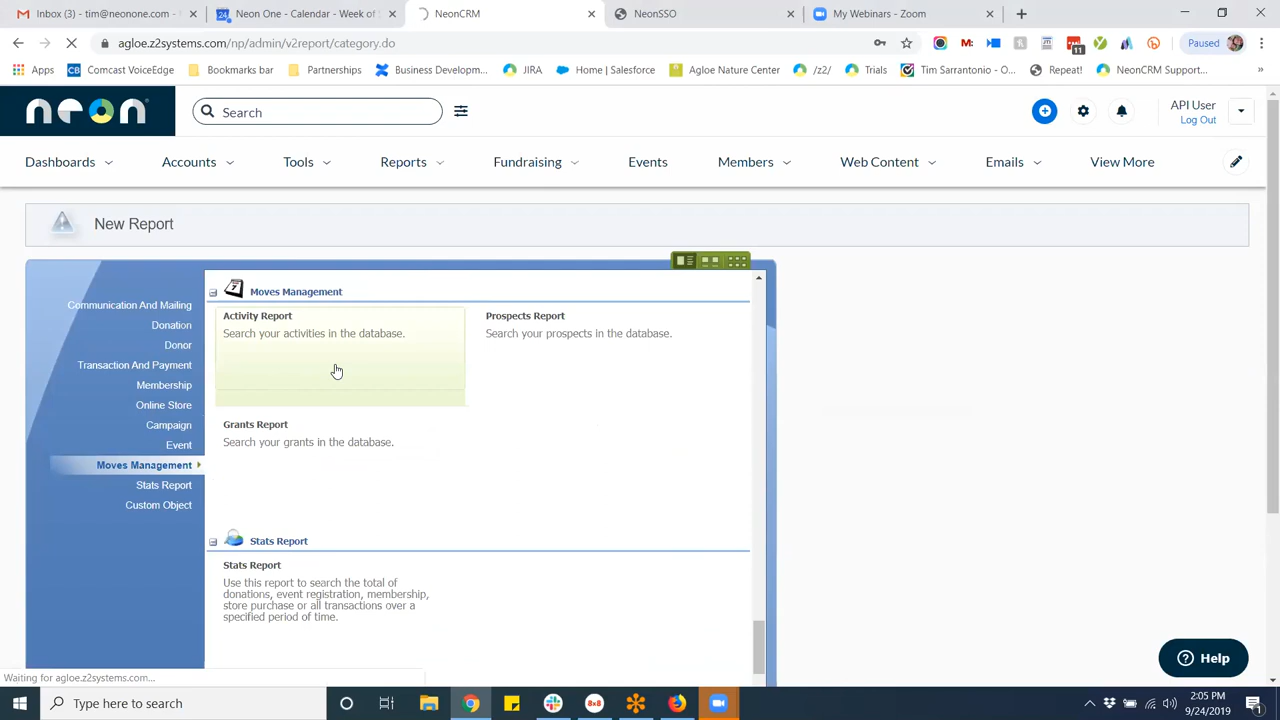 Inbox (3) - tim@neonone.com -
Neon One - Calendar - Week of S
NeonCRM
NeonSSO
My Webinars - Zoom
agloe.z2systems.com/np/admin/v2report/category.do
11
Paused
Apps
Comcast VoiceEdge
Bookmarks bar
Partnerships
Business Developm...
JIRA
Home | Salesforce
Agloe Nature Center
/z2/
Trials
Tim Sarrantonio - O...
Repeat!
NeonCRM Support...
neon
Search
API User
Log Out
Dashboards
Accounts
Tools
Reports
Fundraising
Events
Members
Web Content
Emails
View More
New Report
Communication And Mailing
Donation
Donor
Transaction And Payment
Membership
Online Store
Campaign
Event
Moves Management
Stats Report
Custom Object
Moves Management
Activity Report
Search your activities in the database.
Prospects Report
Search your prospects in the database.
Grants Report
Search your grants in the database.
Stats Report
Stats Report
Use this report to search the total of
donations, event registration, membership,
store purchase or all transactions over a
specified period of time.
Help
Waiting for agloe.z2systems.com...
Type here to search
8x8
2:05 PM
9/24/2019
1